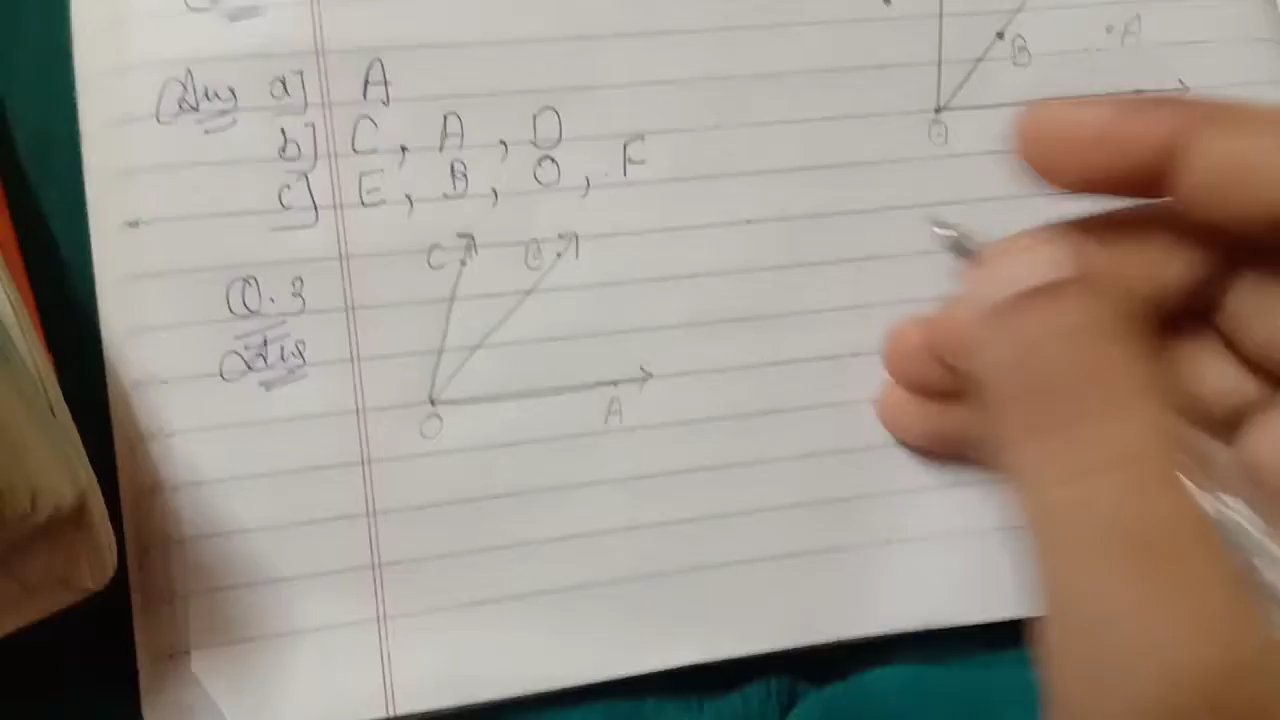 Ans a] A
b] C, A, D
c] E, B, O, F
Q.3
Ans
C B
O A
B A
O